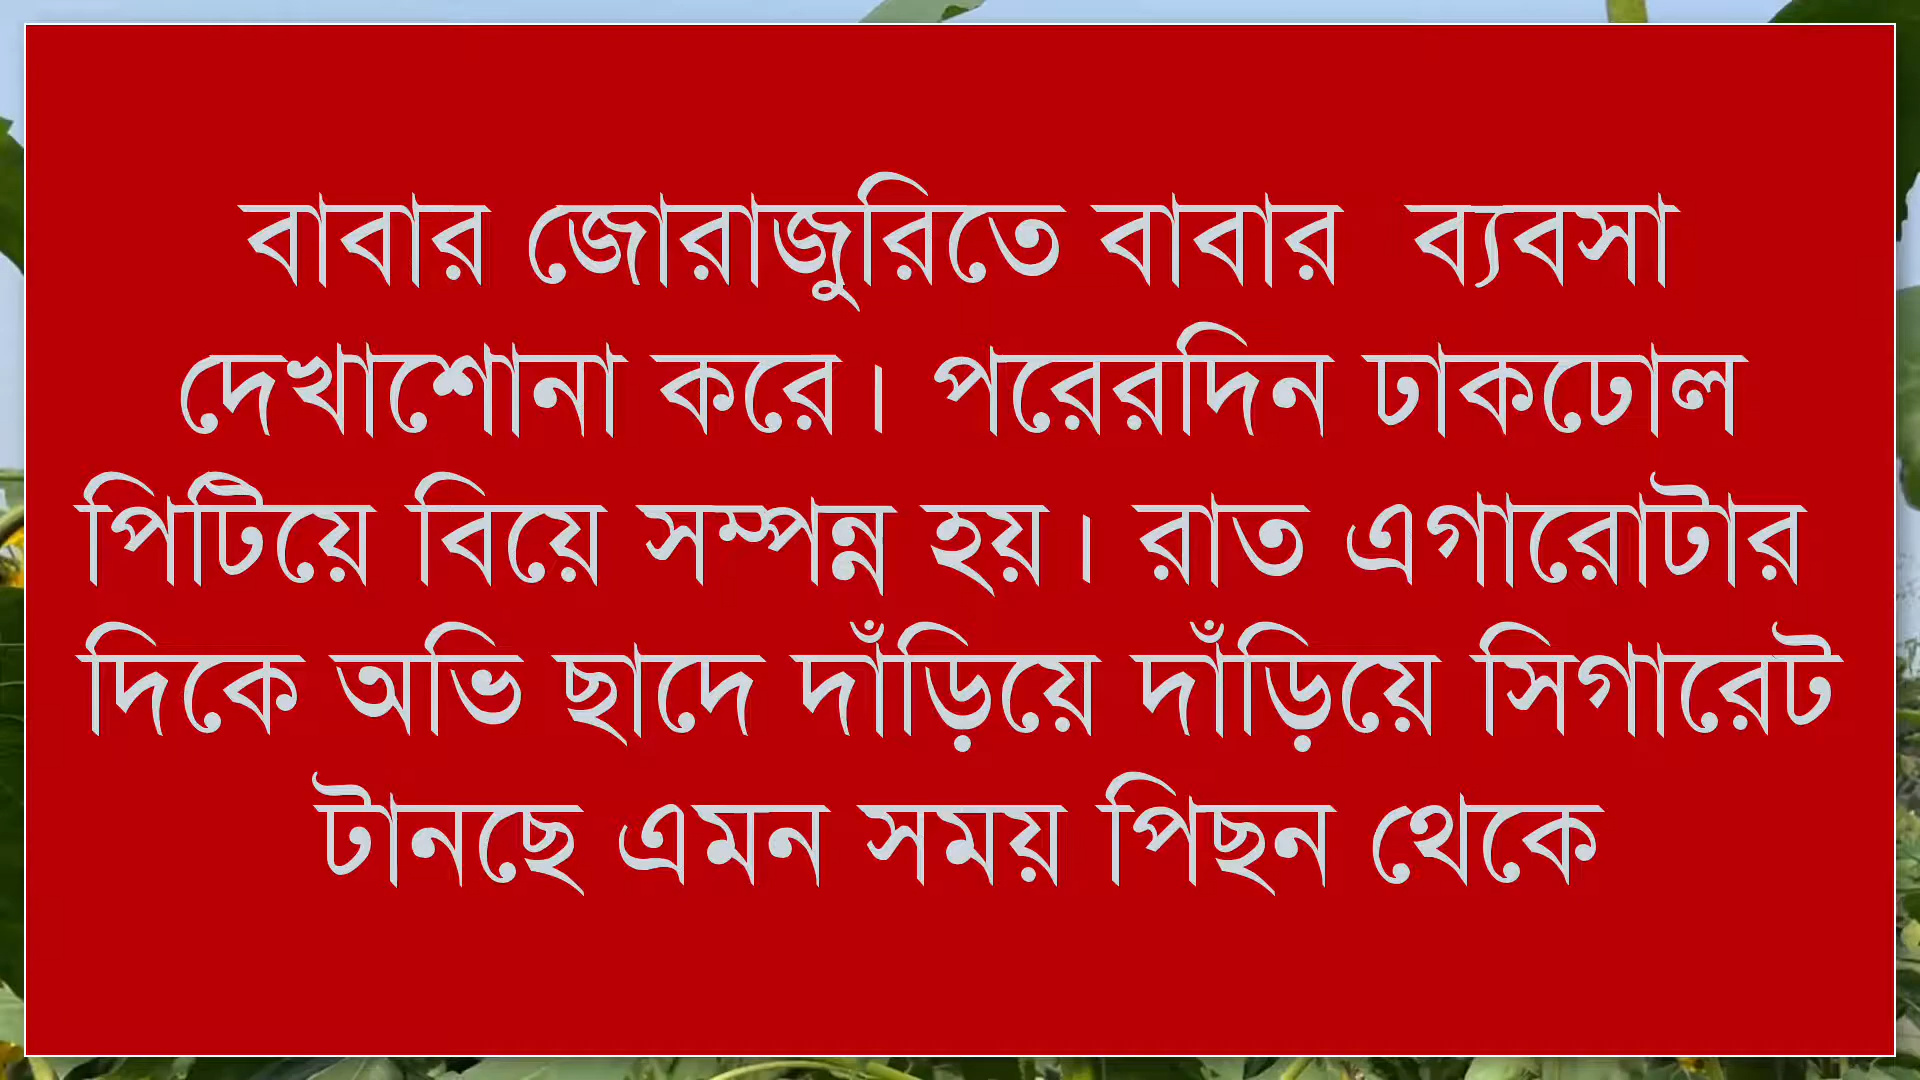 বাবার জোরাজুরিতে বাবার  ব্যবসা
দেখাশোনা করে। পরেরদিন ঢাকঢোল
পিটিয়ে বিয়ে সম্পন্ন হয়। রাত এগারোটার
দিকে অভি ছাদে দাঁড়িয়ে দাঁড়িয়ে সিগারেট
টানছে এমন সময় পিছন থেকে